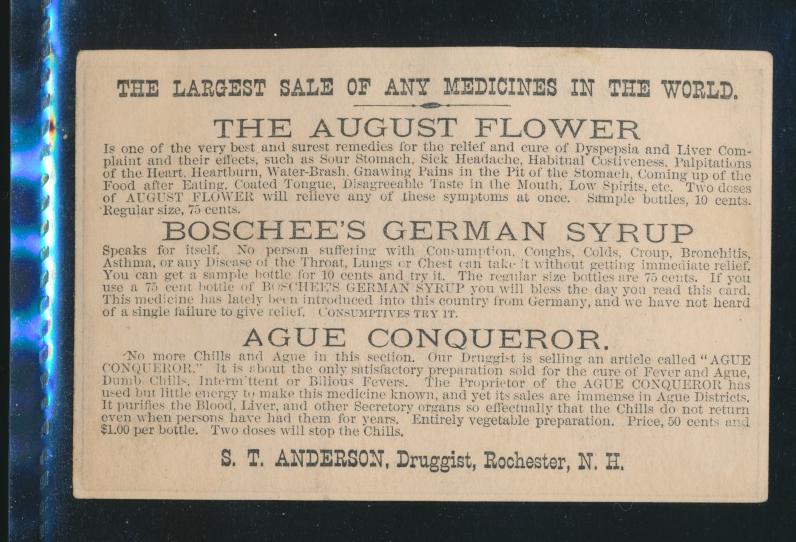 THE LARGEST SALE OF ANY MEDICINES IN THE WORLD.
THE AUGUST FLOWER
Is one of the very best and surest remedies for the relief and cure of Dyspepsia and Liver Com-
plaint and their effects, such as Sour Stomach, Sick Headache, Habitual Costiveness, Palpitations
of the Heart, Heartburn, Water-Brash, Gnawing Pains in the Pit of the Stomach, Coming up of the
Food after Eating, Coated Tongue, Disagreeable Taste in the Mouth, Low Spirits, etc. Two doses
of AUGUST FLOWER will relieve any of these symptoms at once. Sample bottles, 10 cents.
Regular size, 75 cents.
BOSCHEE'S GERMAN SYRUP
Speaks for itself. No person suffering with Consumption, Coughs, Colds, Croup, Bronchitis,
Asthma, or any Disease of the Throat, Lungs or Chest can take it without getting immediate relief.
You can get a sample bottle for 10 cents and try it. The regular size bottles are 75 cents. If you
use a 75 cent bottle of BOSCHEE'S GERMAN SYRUP you will bless the day you read this card.
This medicine has lately been introduced into this country from Germany, and we have not heard
of a single failure to give relief. CONSUMPTIVES TRY IT.
AGUE CONQUEROR.
No more Chills and Ague in this section. Our Druggist is selling an article called "AGUE
CONQUEROR." It is about the only satisfactory preparation sold for the cure of Fever and Ague,
Dumb Chills, Intermittent or Bilious Fevers. The Proprietor of the AGUE CONQUEROR has
used but little energy to make this medicine known, and yet its sales are immense in Ague Districts.
It purifies the Blood, Liver, and other Secretory organs so effectually that the Chills do not return
even when persons have had them for years. Entirely vegetable preparation. Price, 50 cents and
$1.00 per bottle. Two doses will stop the Chills.
S. T. ANDERSON, Druggist, Rochester, N. H.